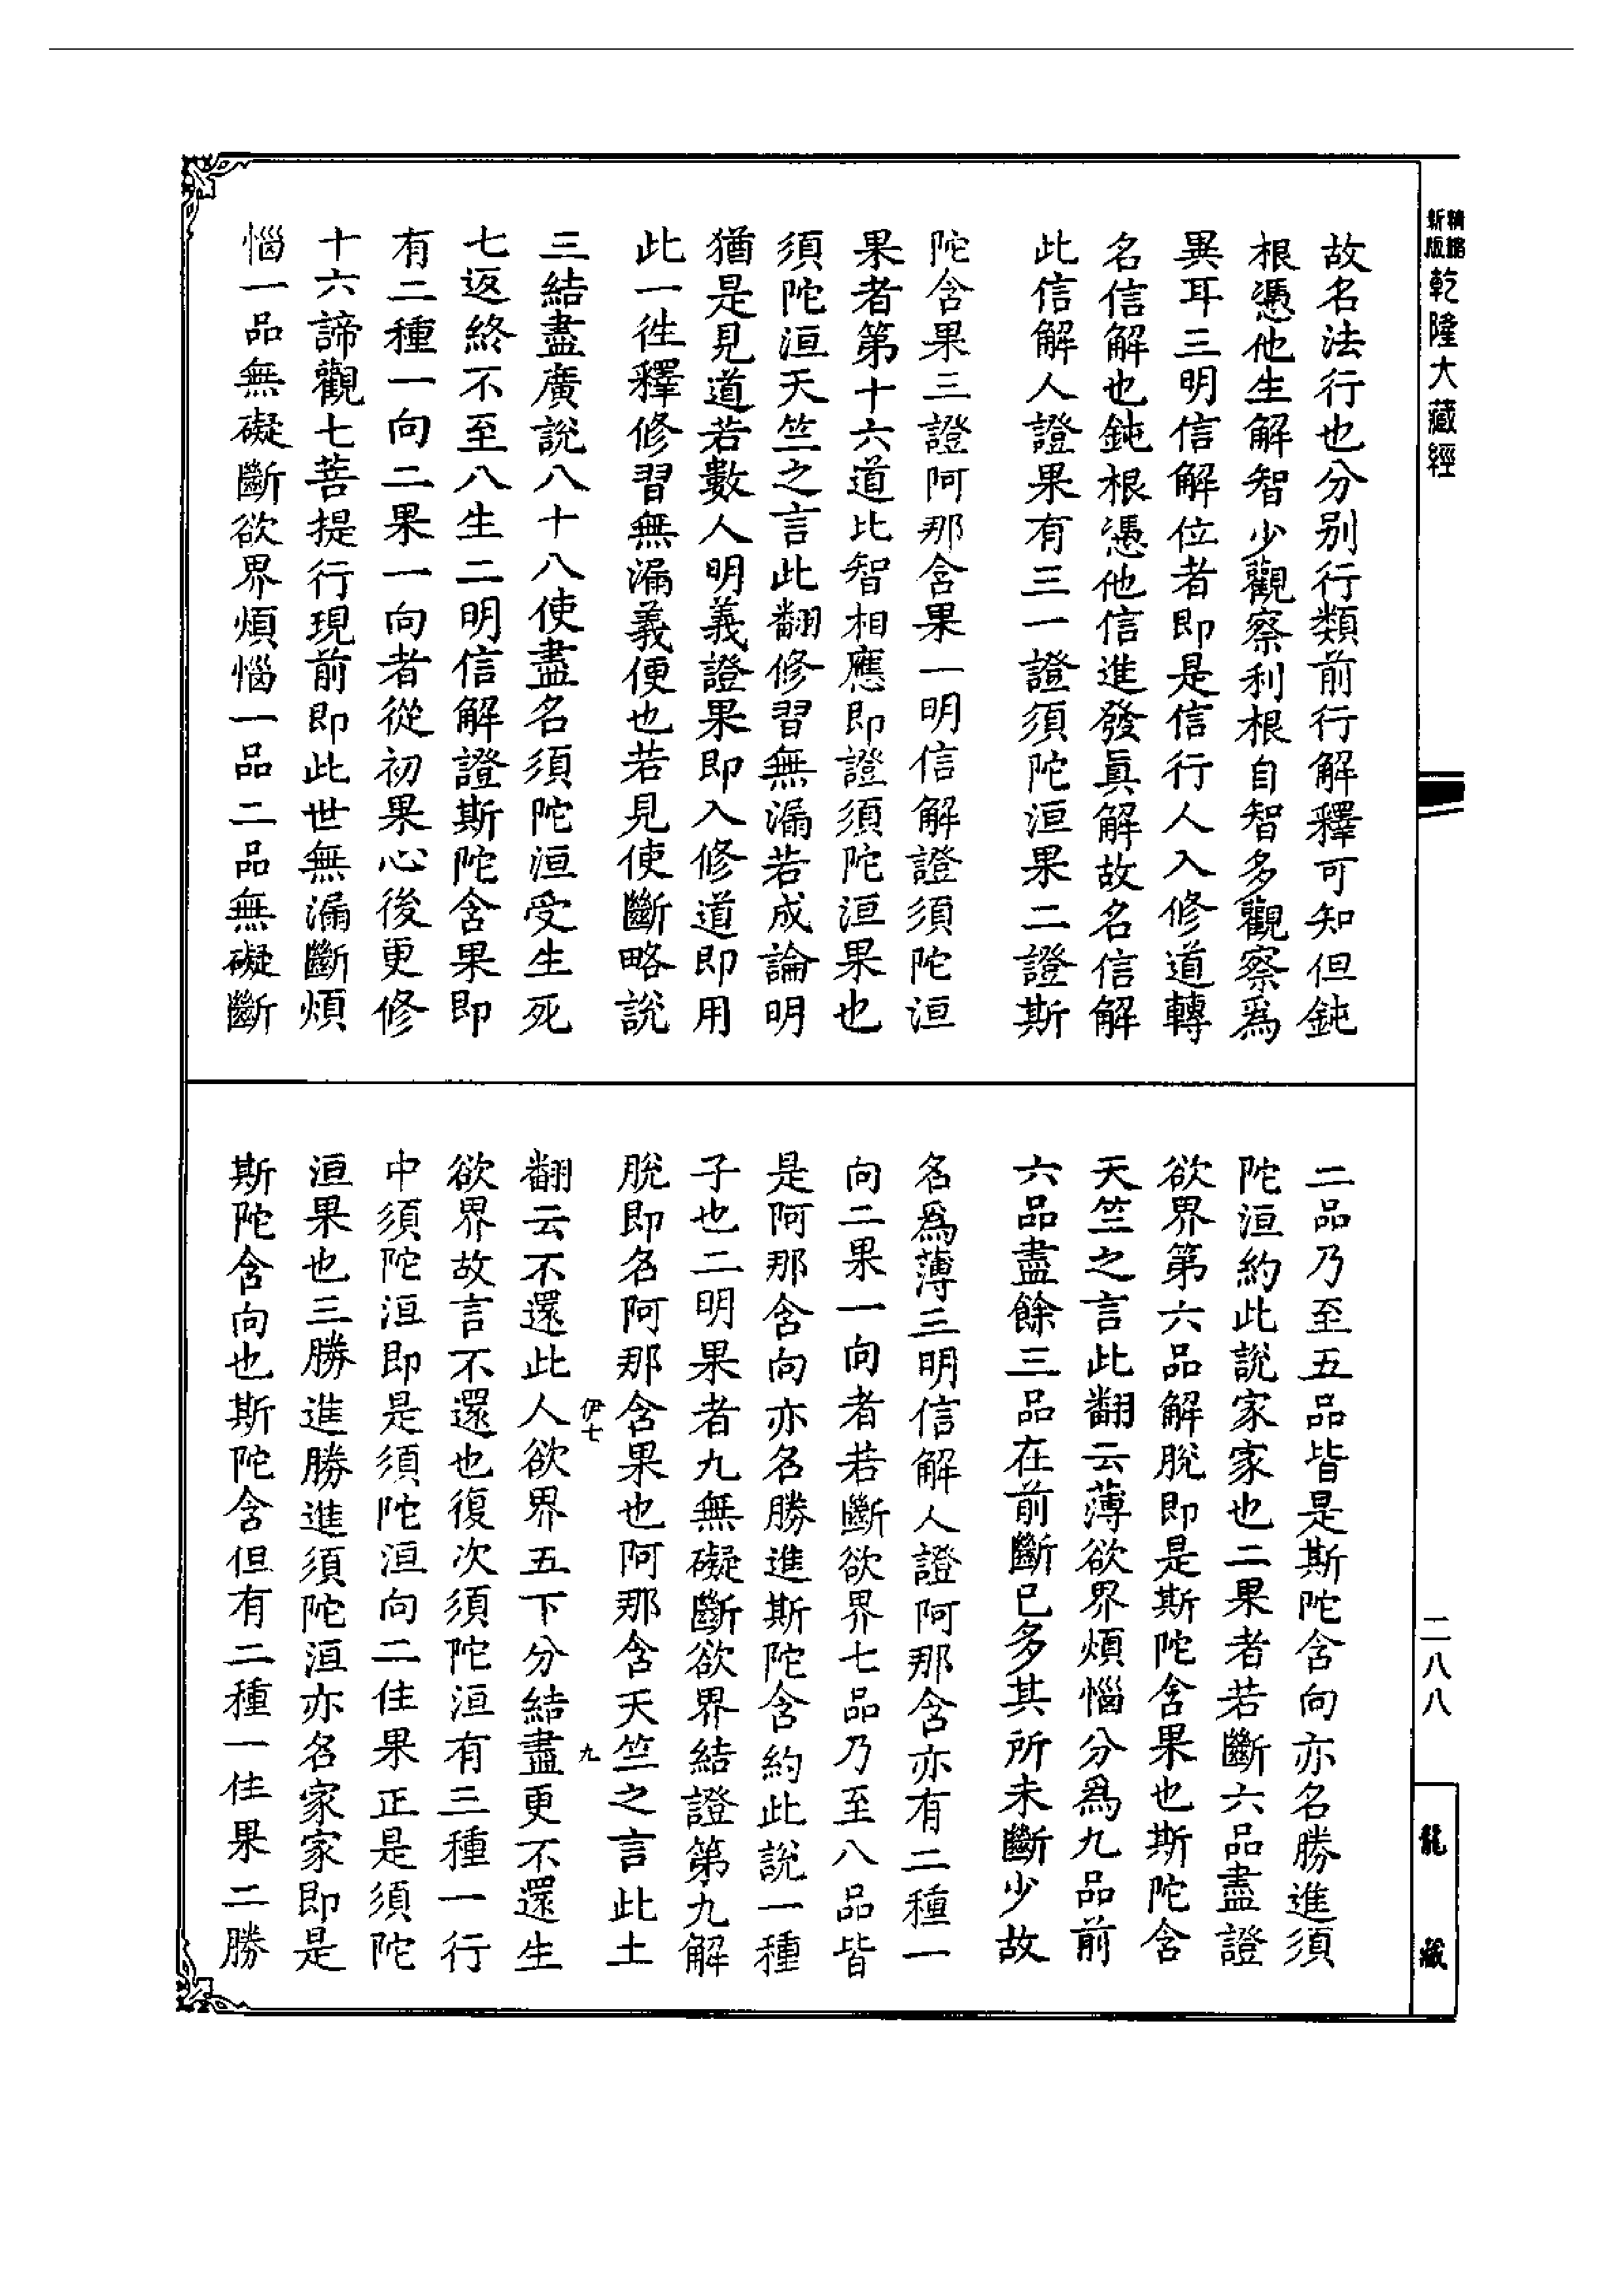 新版精縮乾隆大藏經
故名法行也分別行類前行解釋可知但鈍
根憑他生解智少觀察利根自智多觀察爲
異耳三明信解位者即是信行人入修道轉
名信解也鈍根憑他信進發眞解故名信解
此信解人證果有三一證須陀洹果二證斯
陀含果三證阿那含果一明信解證須陀洹
果者第十六道比智相應即證須陀洹果也
須陀洹天竺之言此翻修習無漏若成論明
猶是見道若數人明義證果即入修道即用
此一徃釋修習無漏義便也若見使斷略說
三結盡廣說八十八使盡名須陀洹受生死
七返終不至八生二明信解證斯陀含果即
有二種一向二果一向者從初果心後更修
十六諦觀七菩提行現前即此世無漏斷煩
惱一品無礙斷欲界煩惱一品二品無礙斷
二品乃至五品皆是斯陀含向亦名勝進須
陀洹約此說家家也二果者若斷六品盡證
欲界第六品解脫即是斯陀含果也斯陀含
天竺之言此翻云薄欲界煩惱分爲九品前
六品盡餘三品在前斷已多其所未斷少故
名爲薄三明信解人證阿那含亦有二種一
向二果一向者若斷欲界七品乃至八品皆
是阿那含向亦名勝進斯陀含約此說一種
子也二明果者九無礙斷欲界結證第九解
脫即名阿那含果也阿那含天竺之言此土
伊七
九
翻云不還此人欲界五下分結盡更不還生
欲界故言不還也復次須陀洹有三種一行
中須陀洹即是須陀洹向二住果正是須陀
洹果也三勝進勝進須陀洹亦名家家即是
斯陀含向也斯陀含但有二種一住果二勝
二八八
龍藏